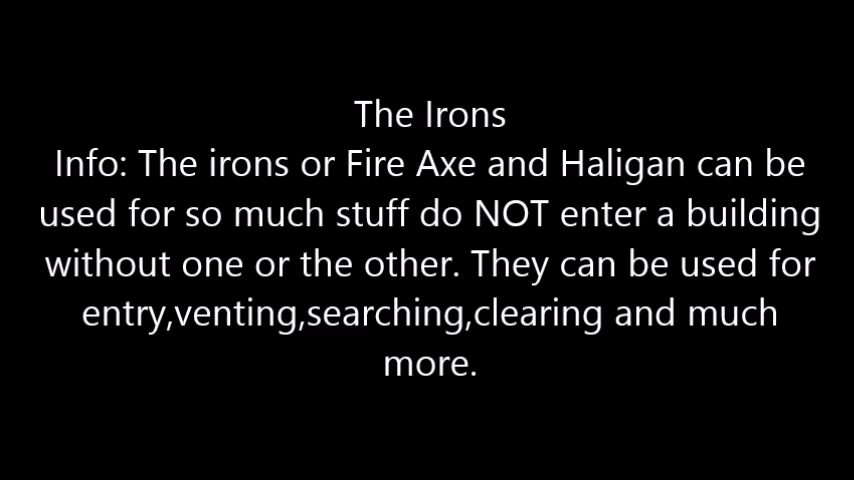 The Irons
Info: The irons or Fire Axe and Haligan can be
used for so much stuff do NOT enter a building
without one or the other. They can be used for
entry,venting,searching,clearing and much
more.